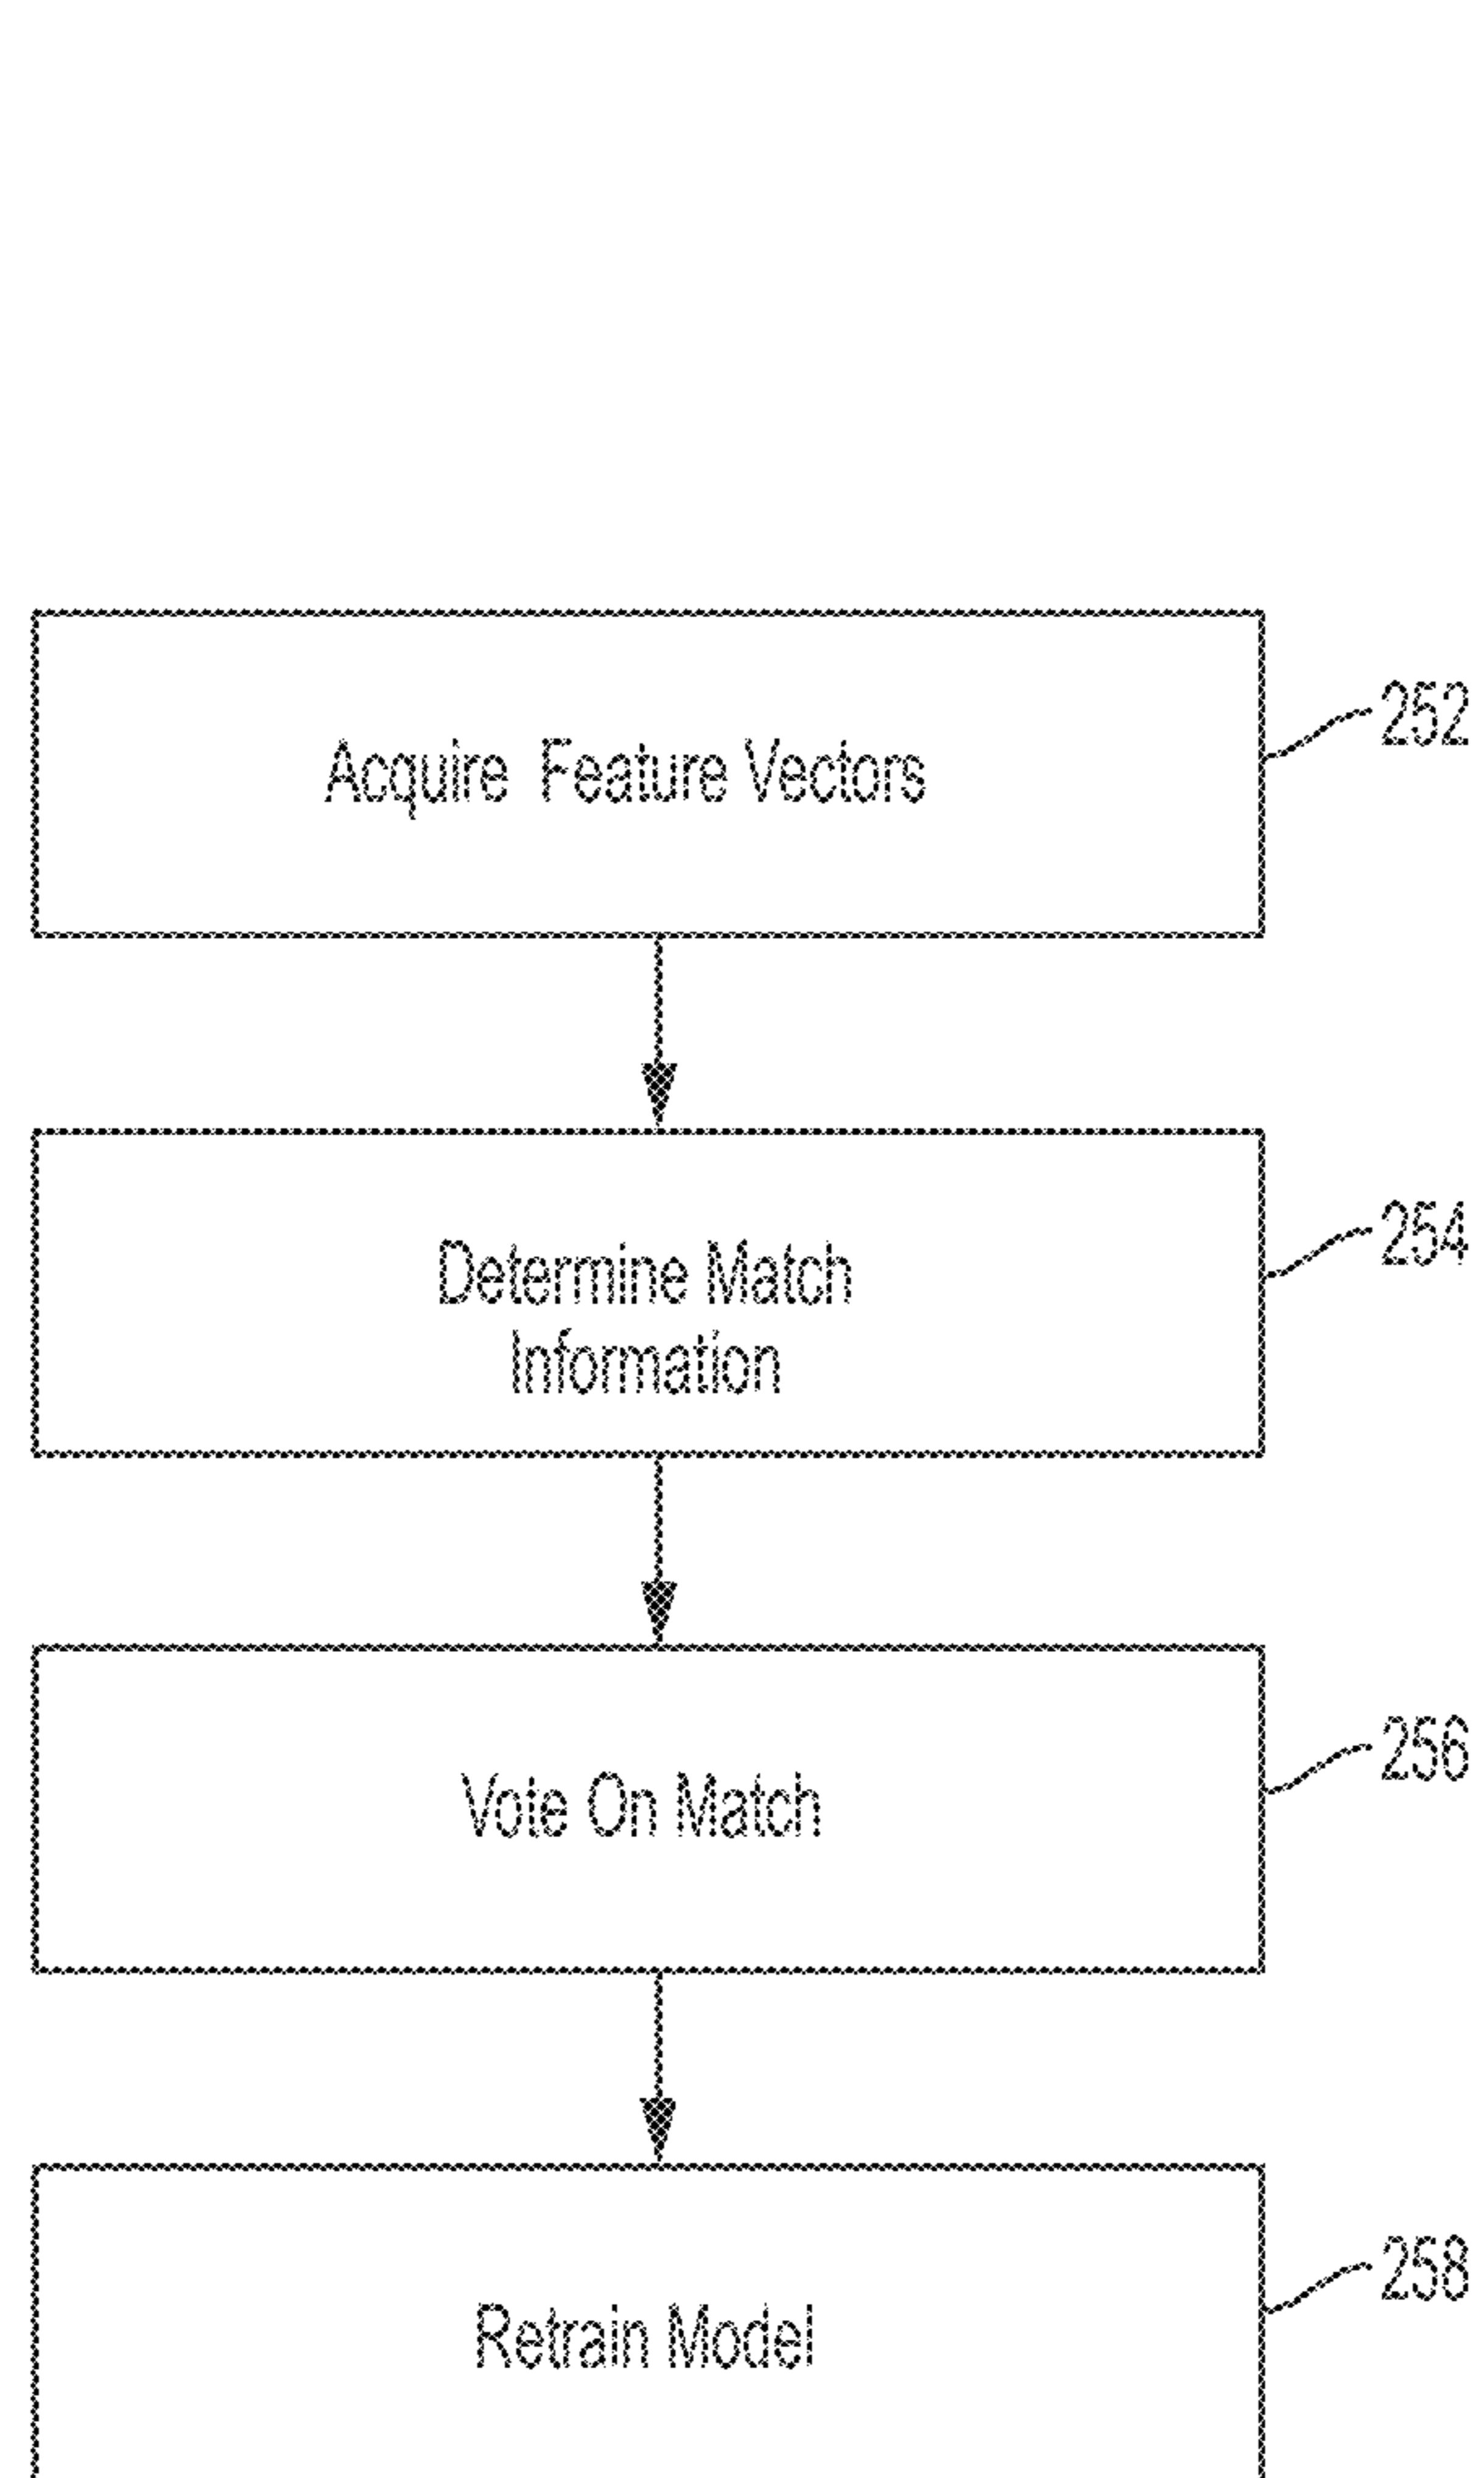 Acquire Feature Vectors
252
Determine Match
Information
254
Vote On Match
256
Retrain Model
258